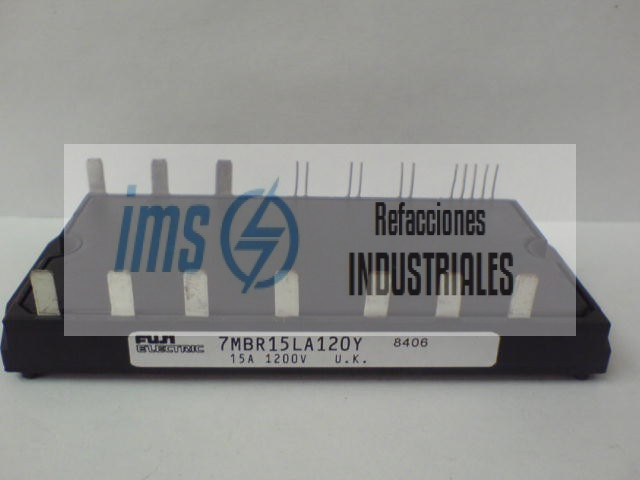 ims
Refacciones
INDUSTRIALES
FUJI
ELECTRIC
7MBR15LA120Y
8406
15A 1200V U.K.